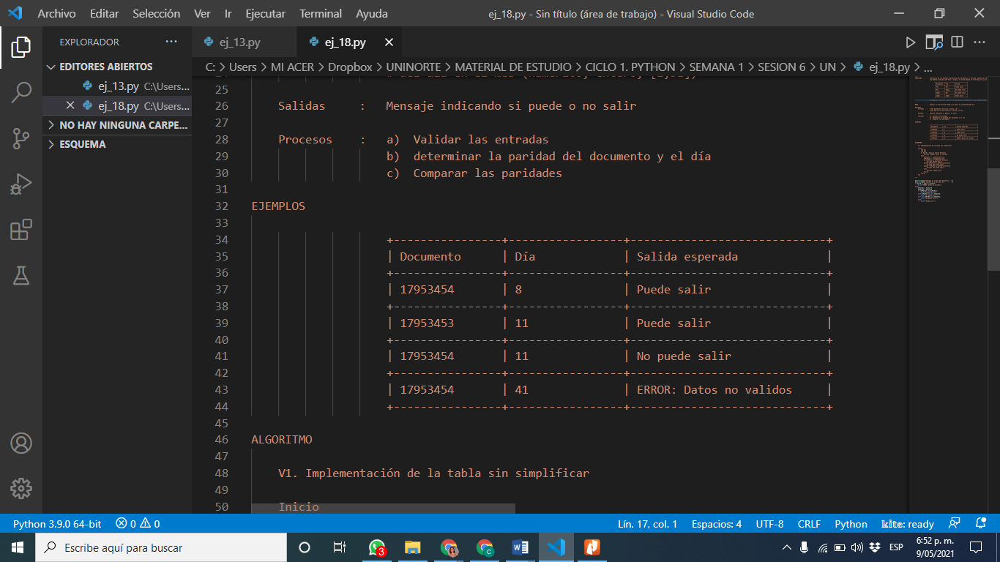 Archivo Editar Selección Ver Ir Ejecutar Terminal Ayuda
ej_18.py - Sin título (área de trabajo) - Visual Studio Code
EXPLORADOR
EDITORES ABIERTOS
ej_13.py C:\Users...
ej_18.py C:\Users...
NO HAY NINGUNA CARPE...
ESQUEMA
ej_13.py
ej_18.py
C: > Users > MI ACER > Dropbox > UNINORTE > MATERIAL DE ESTUDIO > CICLO 1. PYTHON > SEMANA 1 > SESION 6 > UN > ej_18.py > ...
25
26 Salidas : Mensaje indicando si puede o no salir
27
28 Procesos : a) Validar las entradas
29 b) determinar la paridad del documento y el día
30 c) Comparar las paridades
31
32 EJEMPLOS
33
34 +----------------+-----------------+-----------------------------+
35 | Documento | Día | Salida esperada |
36 +----------------+-----------------+-----------------------------+
37 | 17953454 | 8 | Puede salir |
38 +----------------+-----------------+-----------------------------+
39 | 17953453 | 11 | Puede salir |
40 +----------------+-----------------+-----------------------------+
41 | 17953454 | 11 | No puede salir |
42 +----------------+-----------------+-----------------------------+
43 | 17953454 | 41 | ERROR: Datos no validos |
44 +----------------+-----------------+-----------------------------+
45
46 ALGORITMO
47
48 V1. Implementación de la tabla sin simplificar
49
50 Inicio
Python 3.9.0 64-bit 0 0
Lín. 17, col. 1 Espacios: 4 UTF-8 CRLF Python kite: ready
Escribe aquí para buscar
3
ESP
6:52 p. m.
9/05/2021